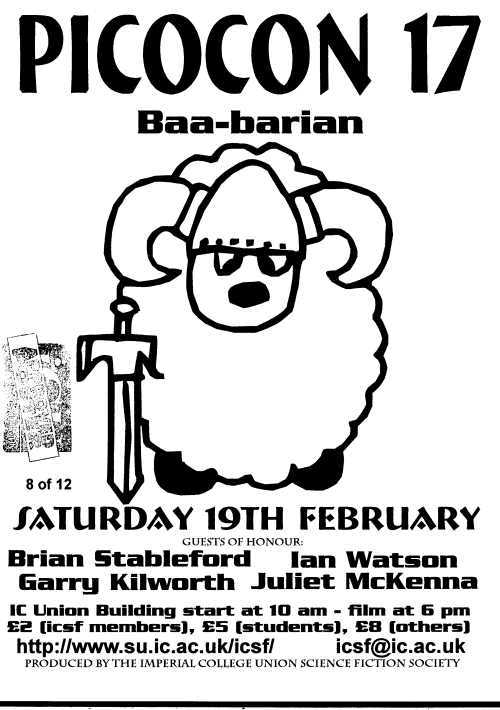 PICOCON 17
Baa-barian
8 of 12
SATURDAY 19TH FEBRUARY
GUESTS OF HONOUR:
Brian Stableford Ian Watson
Garry Kilworth Juliet McKenna
IC Union Building start at 10 am - film at 6 pm
£2 (icsf members), £5 (students), £8 (others)
http://www.su.ic.ac.uk/icsf/ icsf@ic.ac.uk
PRODUCED BY THE IMPERIAL COLLEGE UNION SCIENCE FICTION SOCIETY